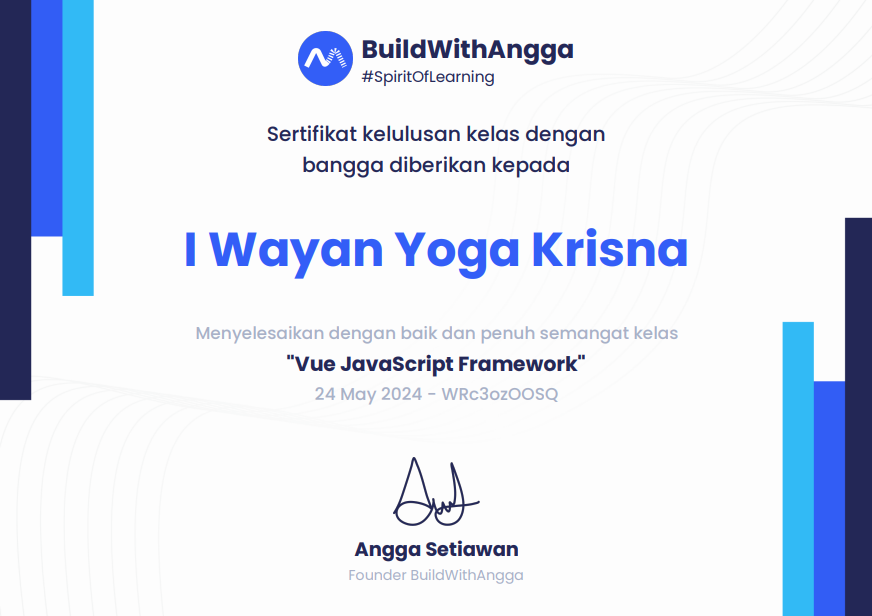 BuildWithAngga
#SpiritOfLearning
Sertifikat kelulusan kelas dengan
bangga diberikan kepada
I Wayan Yoga Krisna
Menyelesaikan dengan baik dan penuh semangat kelas
"Vue JavaScript Framework"
24 May 2024 - WRc3ozOOSQ
Angga Setiawan
Founder BuildWithAngga